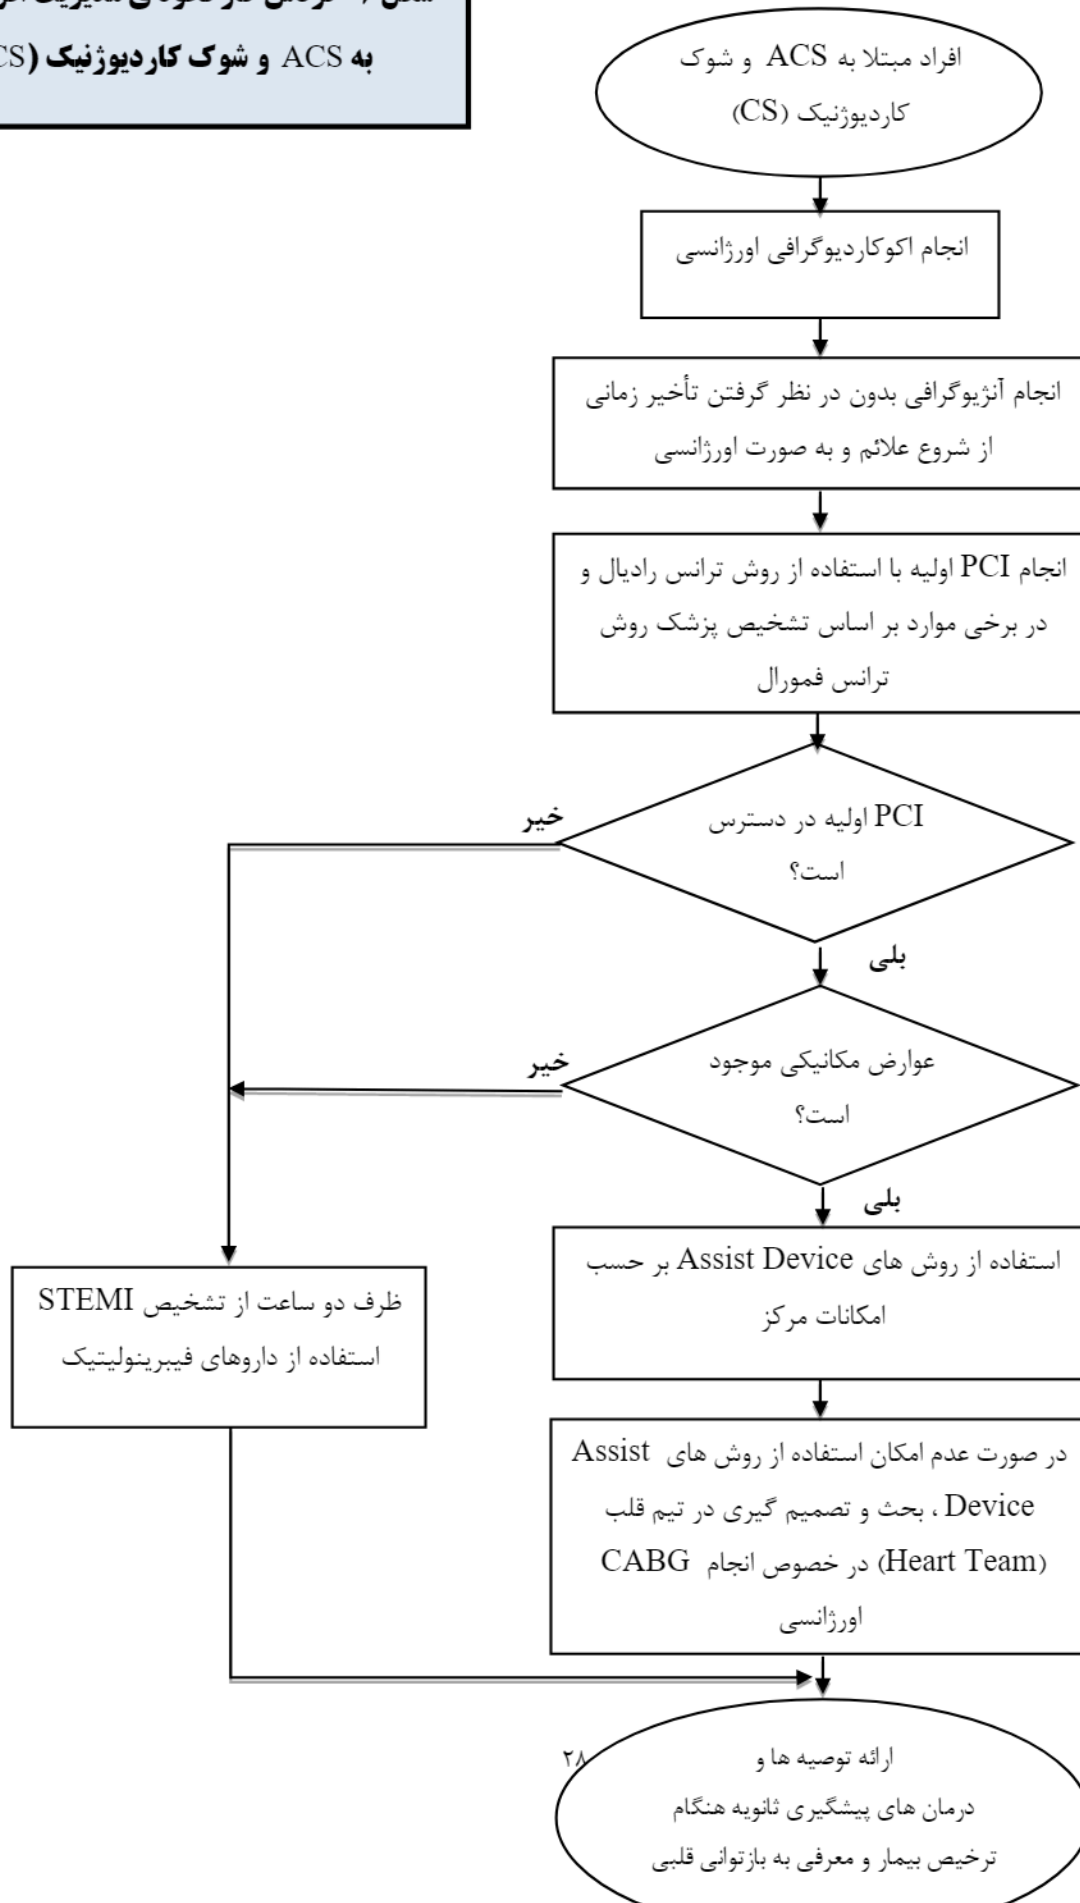 به ACS و شوک کاردیوژنیک (CS
افراد مبتلا به ACS و شوک
کاردیوژنیک (CS)
انجام اکوکاردیوگرافی اورژانسی
انجام آنژیوگرافی بدون در نظر گرفتن تأخیر زمانی
از شروع علائم و به صورت اورژانسی
انجام PCI اولیه با استفاده از روش ترانس رادیال و
در برخی موارد بر اساس تشخیص پزشک روش
ترانس فمورال
PCI اولیه در دسترس
است؟
خیر
بلی
عوارض مکانیکی موجود
است؟
خیر
بلی
استفاده از روش های Assist Device بر حسب
امکانات مرکز
ظرف دو ساعت از تشخیص STEMI
استفاده از داروهای فیبرینولیتیک
در صورت عدم امکان استفاده از روش های Assist
Device ، بحث و تصمیم گیری در تیم قلب
(Heart Team) در خصوص انجام CABG
اورژانسی
ارائه توصیه ها و
درمان های پیشگیری ثانویه هنگام
ترخیص بیمار و معرفی به بازتوانی قلبی
۲۸